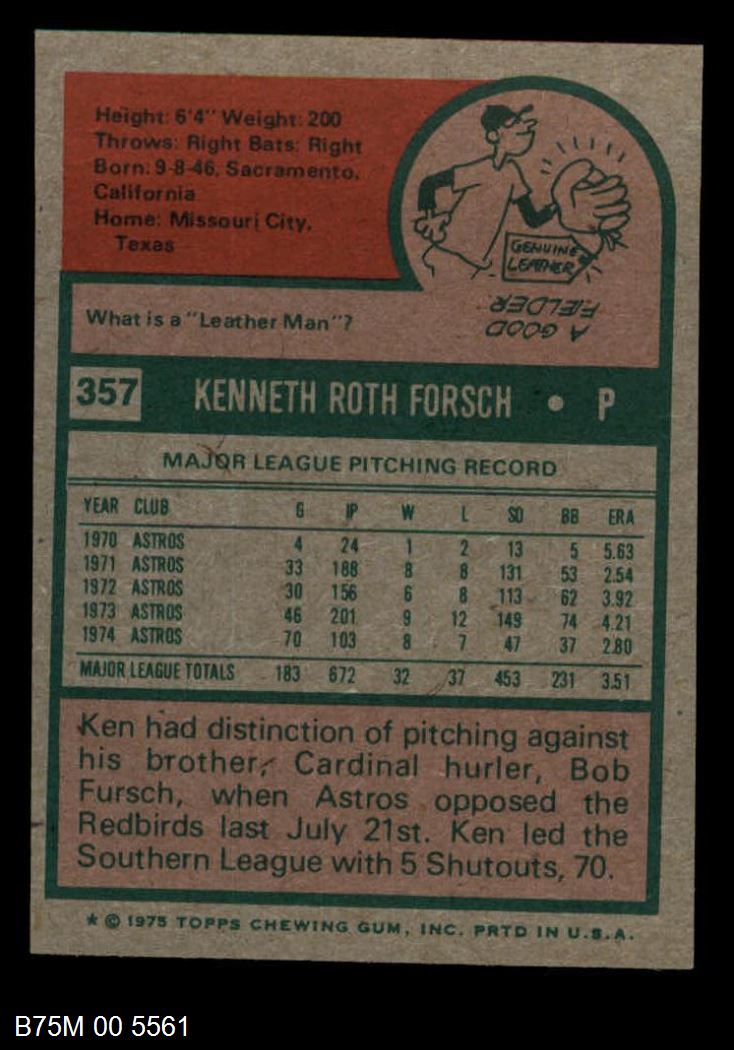 Height: 6'4" Weight: 200
Throws: Right Bats: Right
Born: 9-8-46, Sacramento,
California
Home: Missouri City,
Texas
GENUINE
LEATHER
What is a "Leather Man"?
A GOOD
FIELDER
357 KENNETH ROTH FORSCH • P
MAJOR LEAGUE PITCHING RECORD
YEAR CLUB G IP W L SO BB ERA
1970 ASTROS 4 24 1 2 13 5 5.63
1971 ASTROS 33 188 8 8 131 53 2.54
1972 ASTROS 30 156 6 8 113 62 3.92
1973 ASTROS 46 201 9 12 149 74 4.21
1974 ASTROS 70 103 8 7 47 37 2.80
MAJOR LEAGUE TOTALS 183 672 32 37 453 231 3.51
Ken had distinction of pitching against
his brother, Cardinal hurler, Bob
Fursch, when Astros opposed the
Redbirds last July 21st. Ken led the
Southern League with 5 Shutouts, 70.
* © 1975 TOPPS CHEWING GUM, INC. PRTD IN U.S.A.
B75M 00 5561